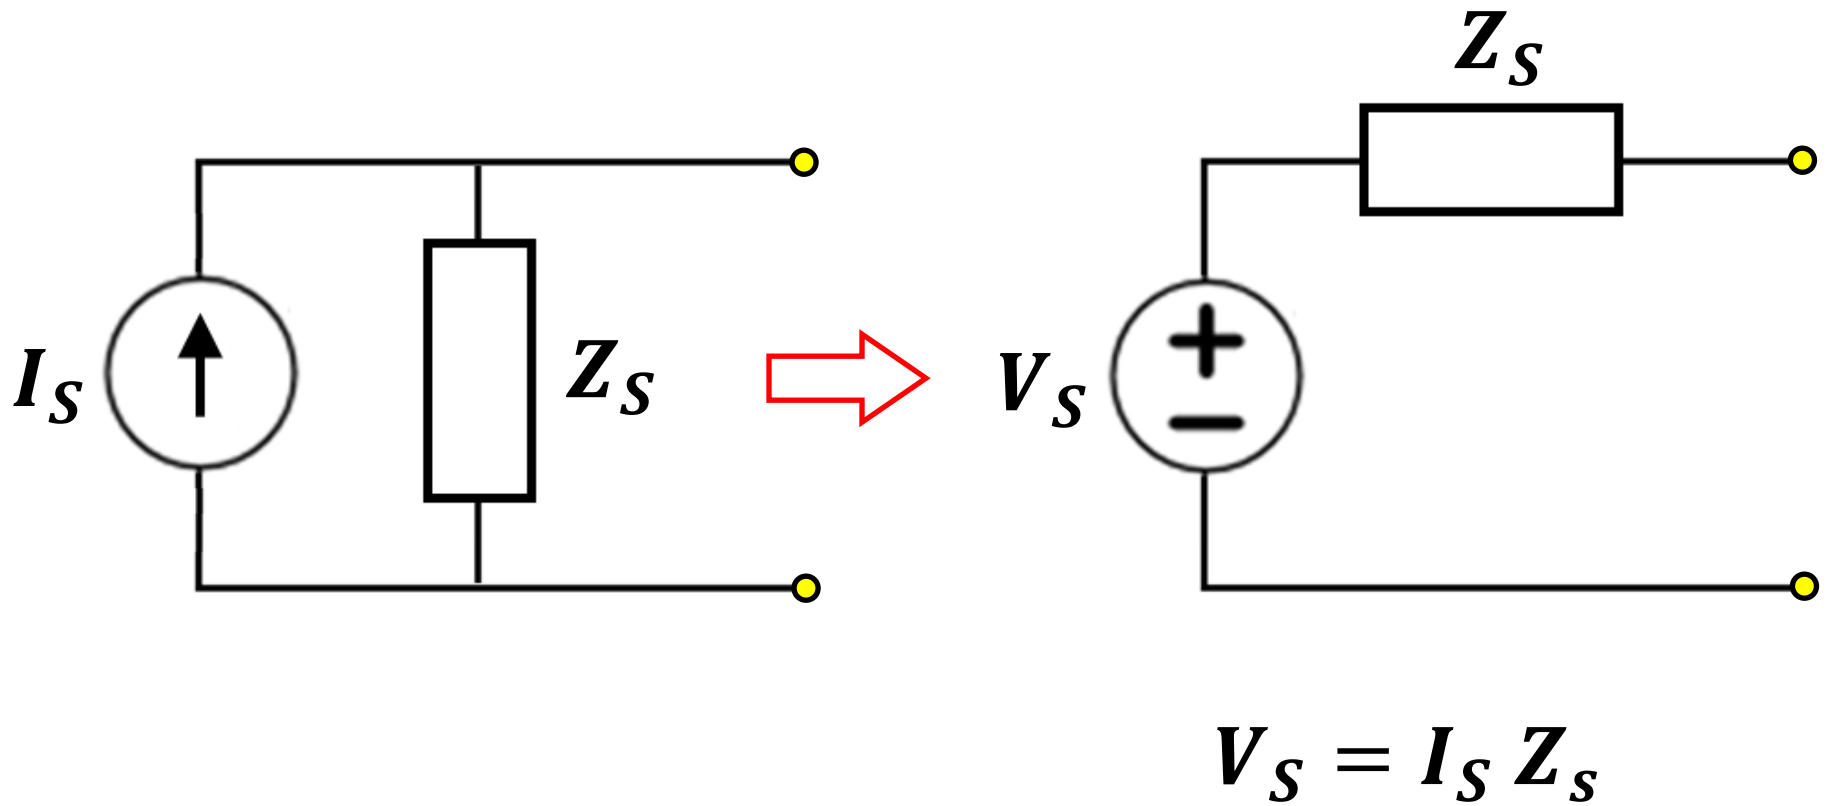 I_S
Z_S
V_S
+
−
Z_S
V_S = I_S Z_s